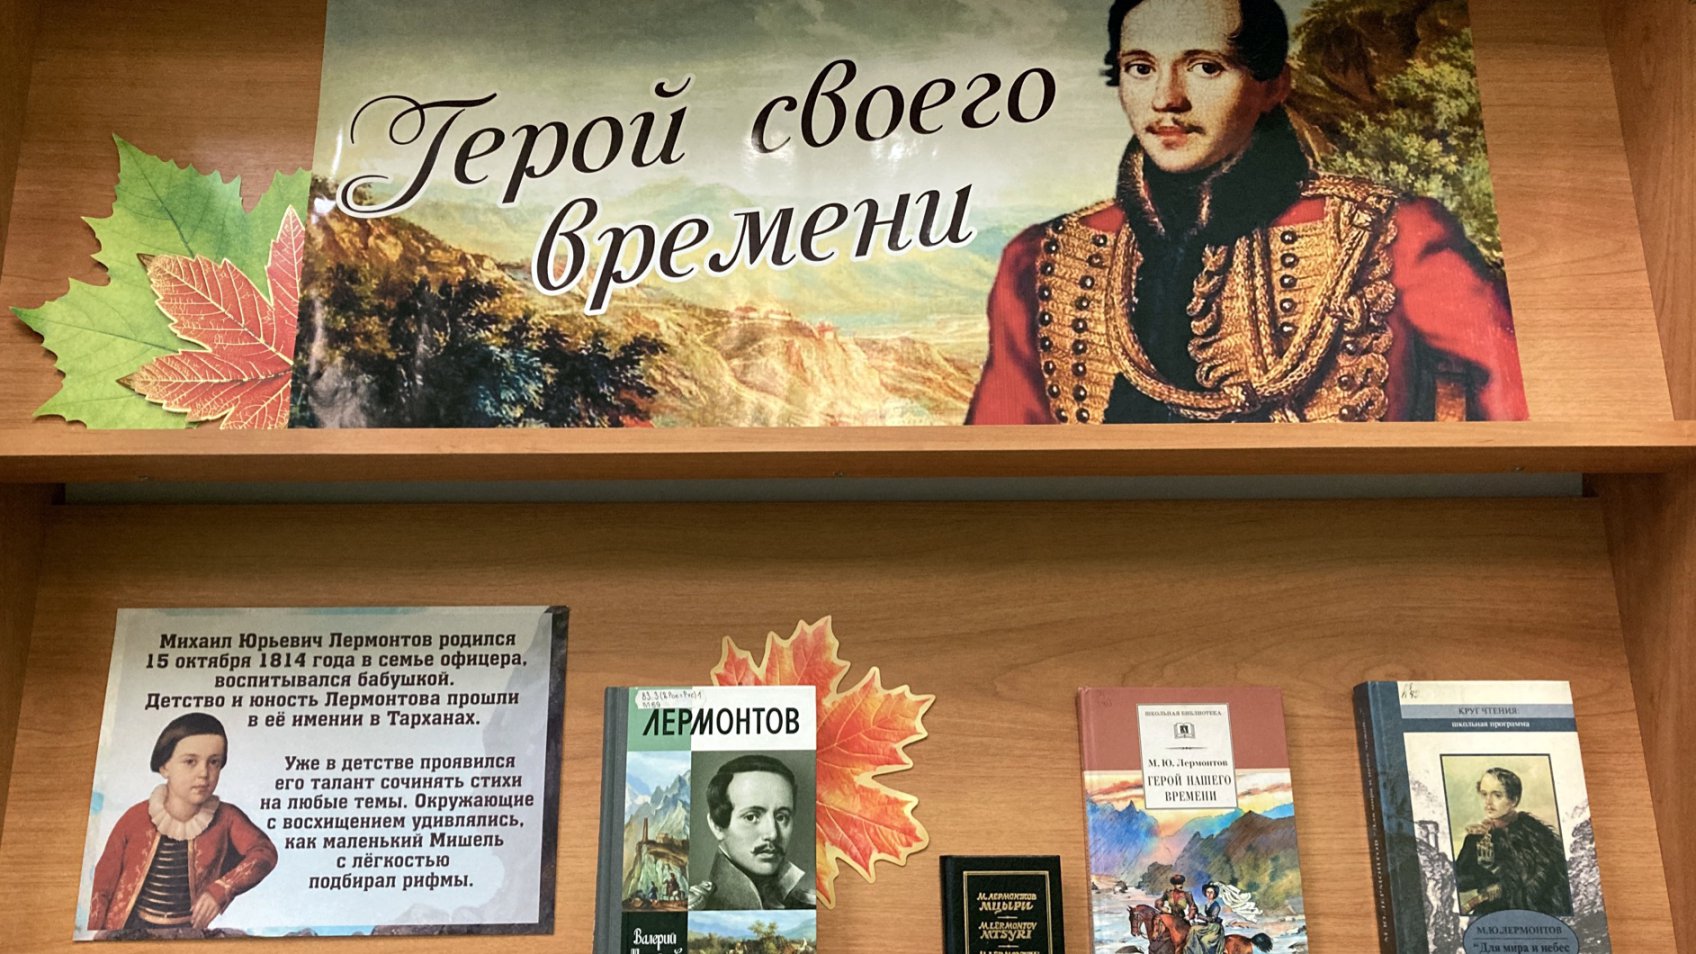 Герой своего
времени
Михаил Юрьевич Лермонтов родился
15 октября 1814 года в семье офицера,
воспитывался бабушкой.
Детство и юность Лермонтова прошли
в её имении в Тарханах.
Уже в детстве проявился
его талант сочинять стихи
на любые темы. Окружающие
с восхищением удивлялись,
как маленький Мишель
с лёгкостью
подбирал рифмы.
ЛЕРМОНТОВ
Валерий
М. ЛЕРМОНТОВ
МЦЫРИ
M. LERMONTOV
MTSYRI
ШКОЛЬНАЯ БИБЛИОТЕКА
М. Ю. Лермонтов
ГЕРОЙ НАШЕГО
ВРЕМЕНИ
КРУГ ЧТЕНИЯ:
школьная программа
М.Ю.ЛЕРМОНТОВ
"Для мира и небес